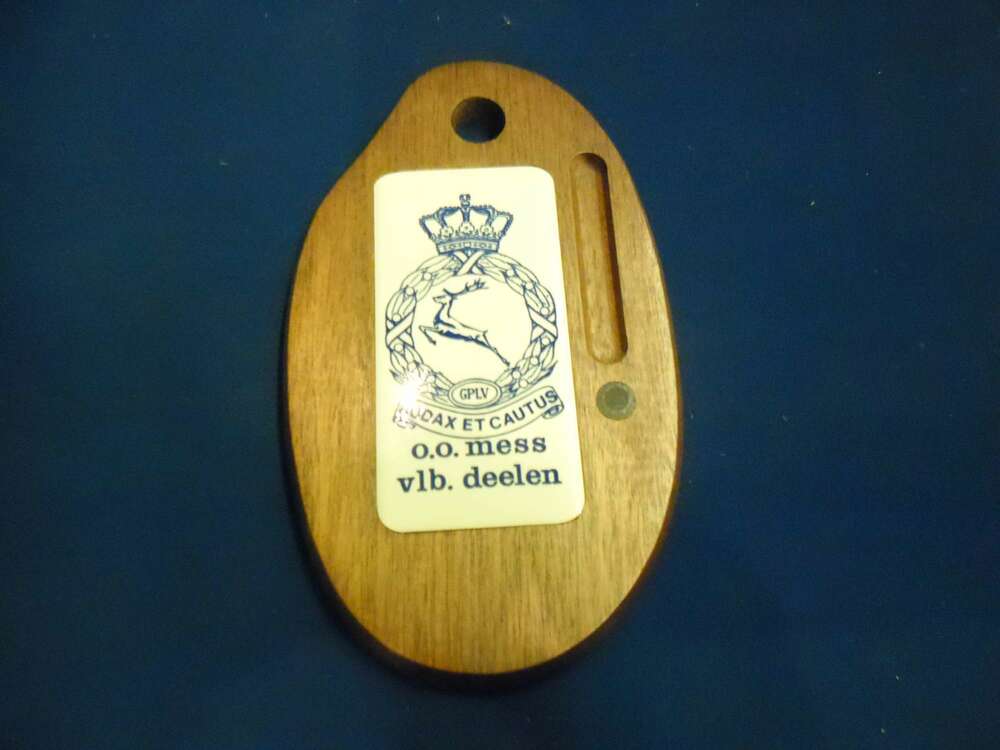 GPLV
AUDAX ET CAUTUS
o.o. mess
vlb. deelen